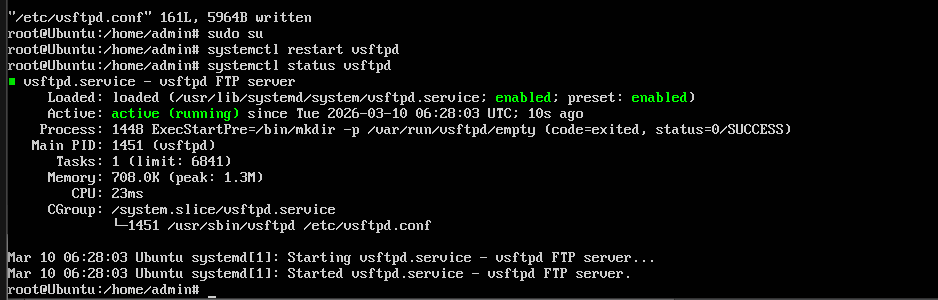 "/etc/vsftpd.conf" 161L, 5964B written
root@Ubuntu:/home/admin# sudo su
root@Ubuntu:/home/admin# systemctl restart vsftpd
root@Ubuntu:/home/admin# systemctl status vsftpd
■ vsftpd.service - vsftpd FTP server
     Loaded: loaded (/usr/lib/systemd/system/vsftpd.service; enabled; preset: enabled)
     Active: active (running) since Tue 2026-03-10 06:28:03 UTC; 10s ago
    Process: 1448 ExecStartPre=/bin/mkdir -p /var/run/vsftpd/empty (code=exited, status=0/SUCCESS)
   Main PID: 1451 (vsftpd)
      Tasks: 1 (limit: 6841)
     Memory: 708.0K (peak: 1.3M)
        CPU: 23ms
     CGroup: /system.slice/vsftpd.service
             └─1451 /usr/sbin/vsftpd /etc/vsftpd.conf

Mar 10 06:28:03 Ubuntu systemd[1]: Starting vsftpd.service - vsftpd FTP server...
Mar 10 06:28:03 Ubuntu systemd[1]: Started vsftpd.service - vsftpd FTP server.
root@Ubuntu:/home/admin# _